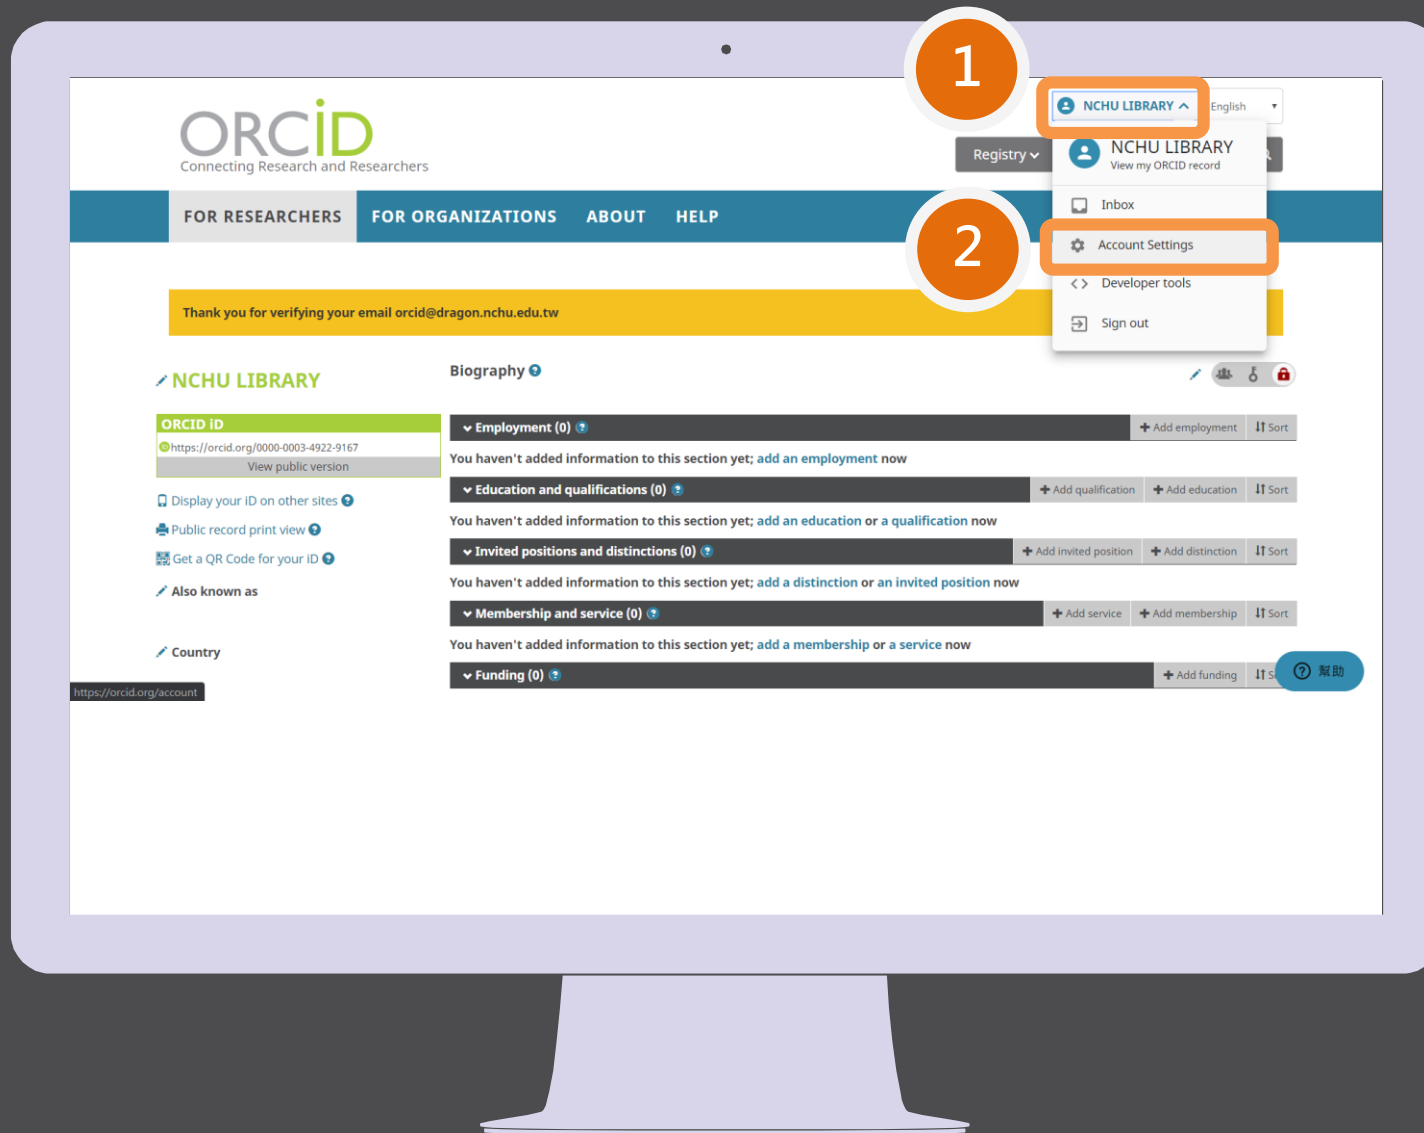 1
NCHU LIBRARY
English
ORCID
Connecting Research and Researchers
Registry
NCHU LIBRARY
View my ORCID record
Inbox
FOR RESEARCHERS FOR ORGANIZATIONS ABOUT HELP
2
Account Settings
Developer tools
Sign out
Thank you for verifying your email orcid@dragon.nchu.edu.tw
NCHU LIBRARY
Biography
ORCID iD
iD https://orcid.org/0000-0003-4922-9167
View public version
Display your iD on other sites
Public record print view
Get a QR Code for your iD
Also known as
Country
Employment (0) Add employment Sort
You haven't added information to this section yet; add an employment now
Education and qualifications (0) Add qualification Add education Sort
You haven't added information to this section yet; add an education or a qualification now
Invited positions and distinctions (0) Add invited position Add distinction Sort
You haven't added information to this section yet; add a distinction or an invited position now
Membership and service (0) Add service Add membership Sort
You haven't added information to this section yet; add a membership or a service now
Funding (0) Add funding
幫助
https://orcid.org/account